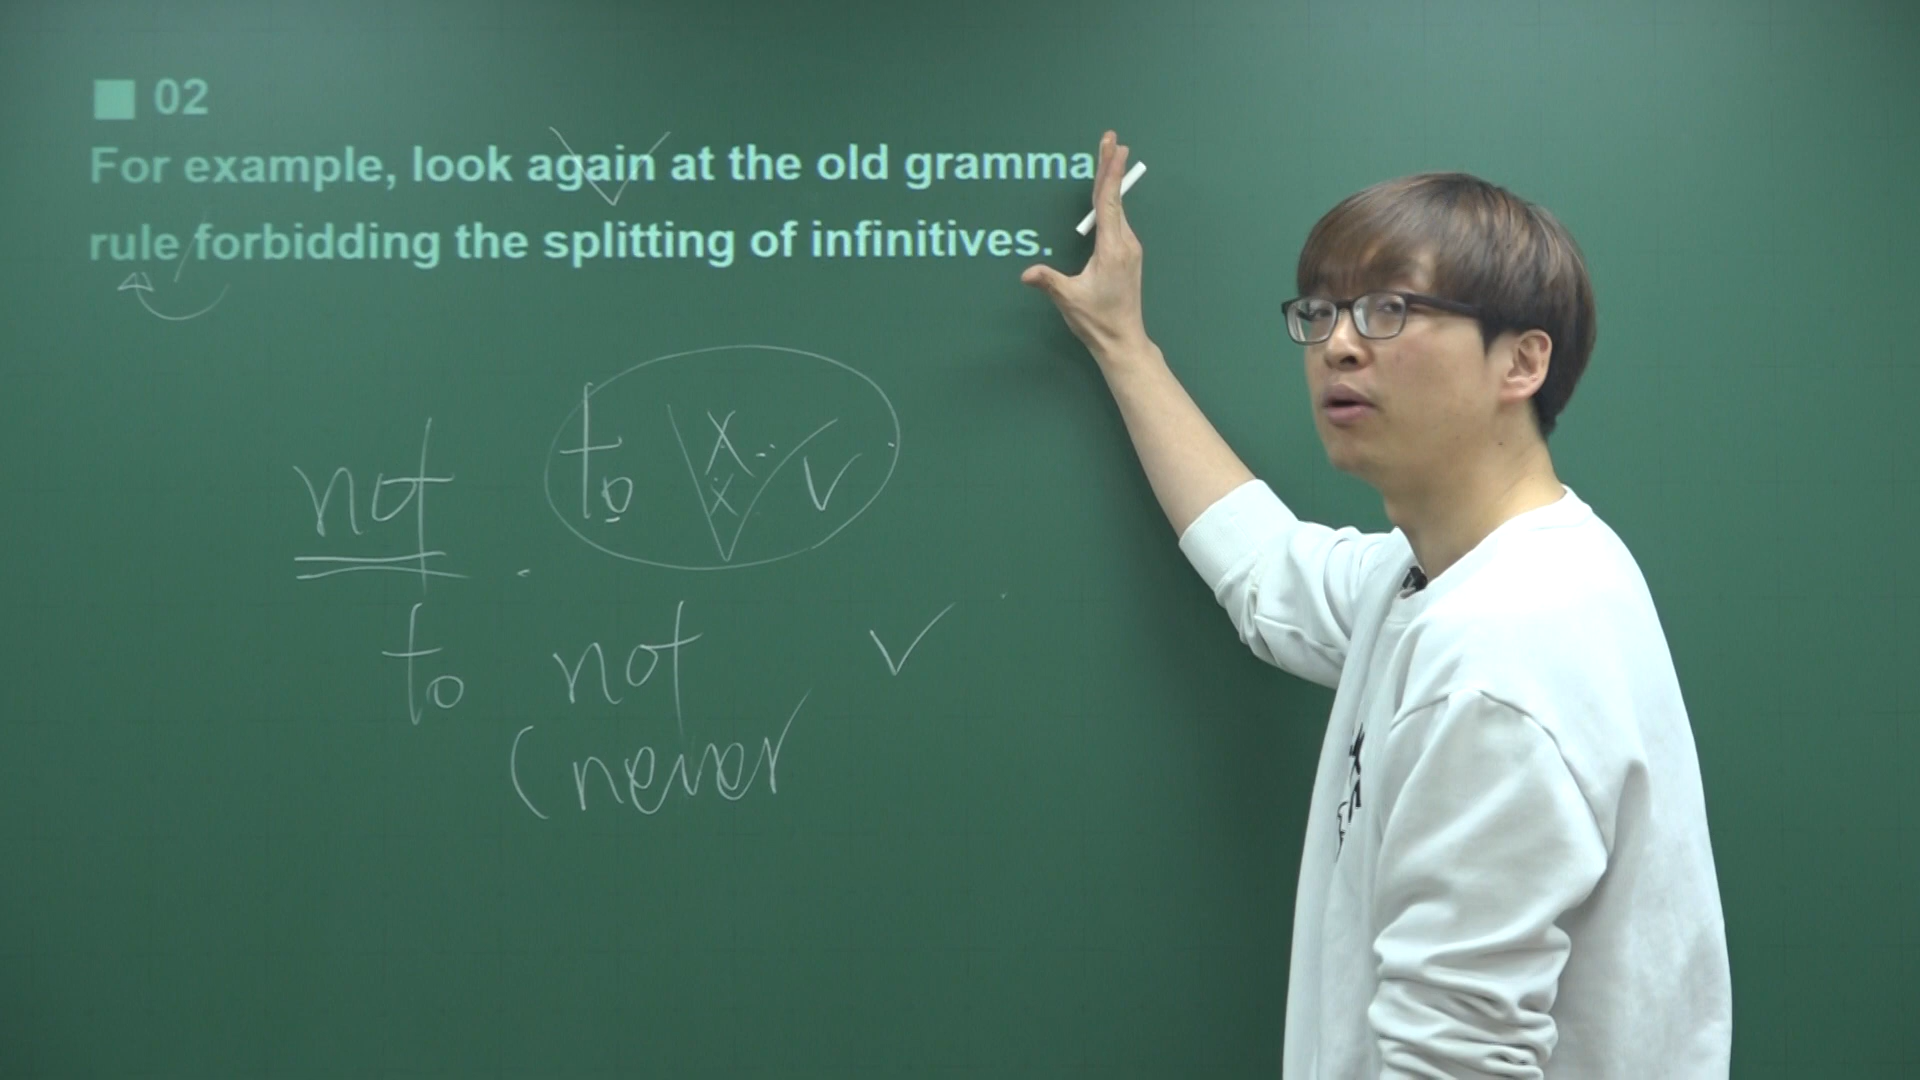 02
For example, look again at the old gramma
rule forbidding the splitting of infinitives.
not to x x v
to not v
(never